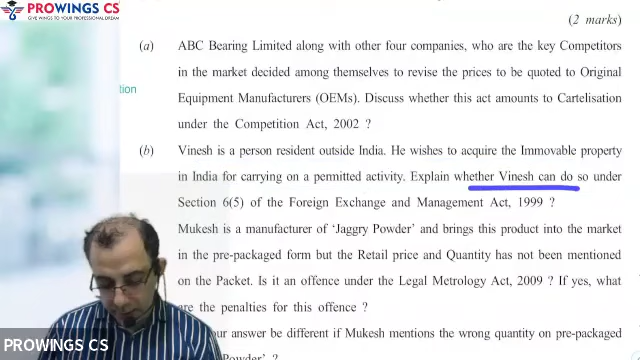 PROWINGS CS
GIVE WINGS TO YOUR PROFESSIONAL DREAM
(2 marks)
(a) ABC Bearing Limited along with other four companies, who are the key Competitors
in the market decided among themselves to revise the prices to be quoted to Original
Equipment Manufacturers (OEMs). Discuss whether this act amounts to Cartelisation
under the Competition Act, 2002 ?
tion
(b) Vinesh is a person resident outside India. He wishes to acquire the Immovable property
in India for carrying on a permitted activity. Explain whether Vinesh can do so under
Section 6(5) of the Foreign Exchange and Management Act, 1999 ?
Mukesh is a manufacturer of ‘Jaggry Powder’ and brings this product into the market
in the pre-packaged form but the Retail price and Quantity has not been mentioned
on the Packet. Is it an offence under the Legal Metrology Act, 2009 ? If yes, what
are the penalties for this offence ?
our answer be different if Mukesh mentions the wrong quantity on pre-packaged
Powder’ ?
PROWINGS CS